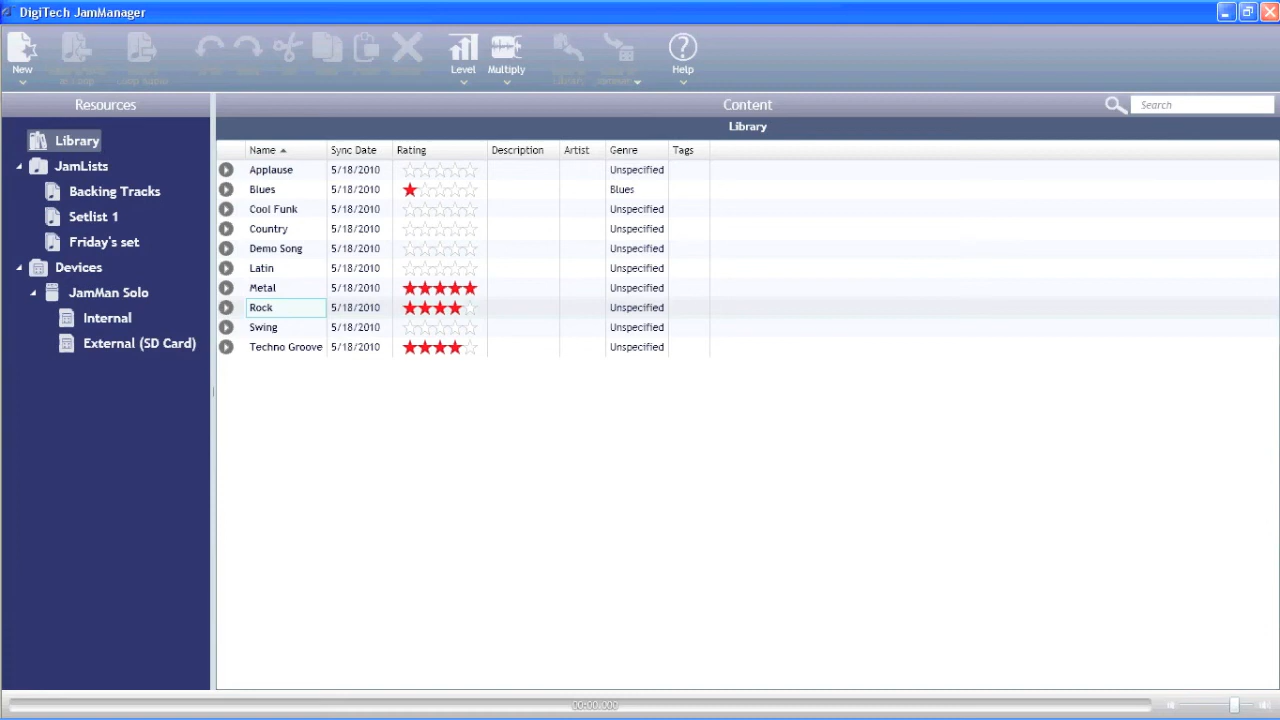 DigiTech JamManager
New Level Multiply Help
Resources Content Search
Library
Library
JamLists
Backing Tracks
Setlist 1
Friday's set
Devices
JamMan Solo
Internal
External (SD Card)
Name Sync Date Rating Description Artist Genre Tags
Applause 5/18/2010 Unspecified
Blues 5/18/2010 Blues
Cool Funk 5/18/2010 Unspecified
Country 5/18/2010 Unspecified
Demo Song 5/18/2010 Unspecified
Latin 5/18/2010 Unspecified
Metal 5/18/2010 Unspecified
Rock 5/18/2010 Unspecified
Swing 5/18/2010 Unspecified
Techno Groove 5/18/2010 Unspecified
00:00.000